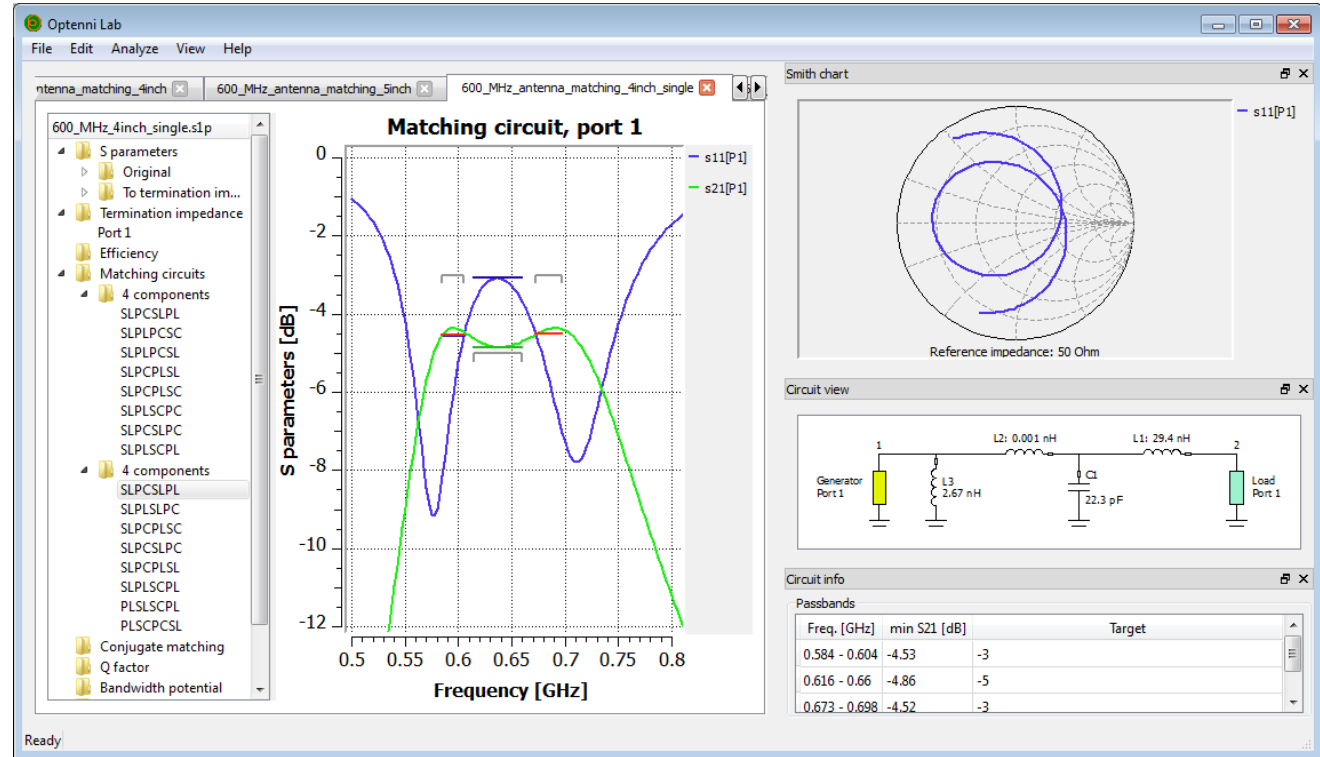 Optenni Lab
File Edit Analyze View Help
ntenna_matching_4inch
600_MHz_antenna_matching_5inch
600_MHz_antenna_matching_4inch_single
600_MHz_4inch_single.s1p
S parameters
Original
To termination im...
Termination impedance
Port 1
Efficiency
Matching circuits
4 components
SLPCSLPL
SLPLPCSC
SLPLPCSL
SLPCPLSL
SLPCPLSC
SLPLSCPC
SLPCSLPC
SLPLSCPL
4 components
SLPCSLPL
SLPLSLPC
SLPCPLSC
SLPCSLPC
SLPCPLSL
SLPLSCPL
PLSLSCPL
PLSCPCSL
Conjugate matching
Q factor
Bandwidth potential
Matching circuit, port 1
S parameters [dB]
0
-2
-4
-6
-8
-10
-12
0.5 0.55 0.6 0.65 0.7 0.75 0.8
Frequency [GHz]
s11[P1]
s21[P1]
Smith chart
s11[P1]
Reference impedance: 50 Ohm
Circuit view
1
L2: 0.001 nH
L1: 29.4 nH
2
Generator
Port 1
L3
2.67 nH
C1
22.3 pF
Load
Port 1
Circuit info
Passbands
Freq. [GHz] min S21 [dB] Target
0.584 - 0.604 -4.53 -3
0.616 - 0.66 -4.86 -5
0.673 - 0.698 -4.52 -3
Ready